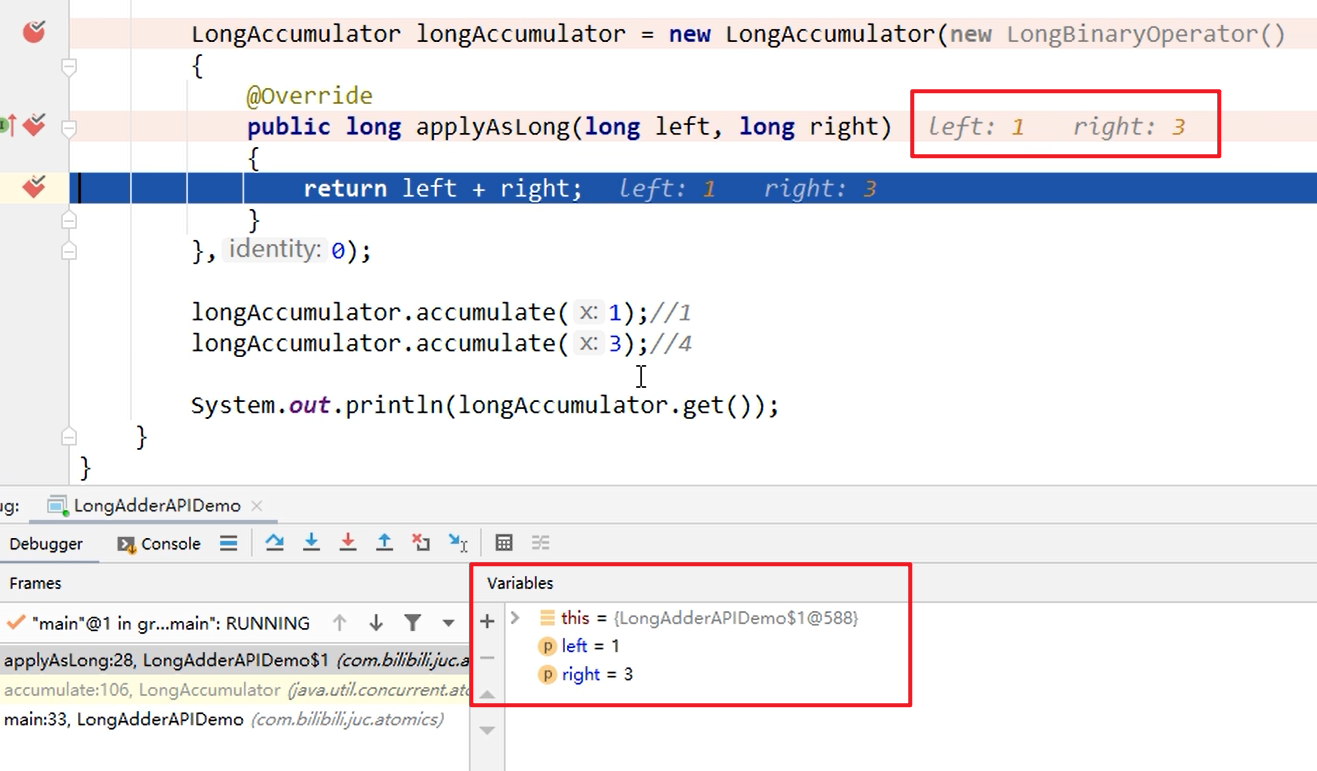 LongAccumulator longAccumulator = new LongAccumulator(new LongBinaryOperator()
{
@Override
public long applyAsLong(long left, long right) left: 1 right: 3
{
return left + right; left: 1 right: 3
}
}, identity: 0);
longAccumulator.accumulate( x: 1);//1
longAccumulator.accumulate( x: 3);//4
System.out.println(longAccumulator.get());
}
}
ug: LongAdderAPIDemo
Debugger Console
Frames Variables
"main"@1 in gr...main": RUNNING
this = {LongAdderAPIDemo$1@588}
left = 1
right = 3
applyAsLong:28, LongAdderAPIDemo$1 (com.bilibili.juc.a
accumulate:106, LongAccumulator (java.util.concurrent.ato
main:33, LongAdderAPIDemo (com.bilibili.juc.atomics)